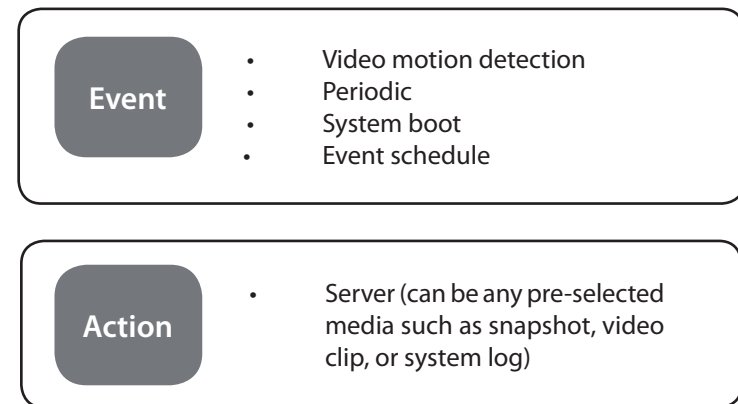 Event
• Video motion detection
• Periodic
• System boot
• Event schedule
Action
• Server (can be any pre-selected
media such as snapshot, video
clip, or system log)